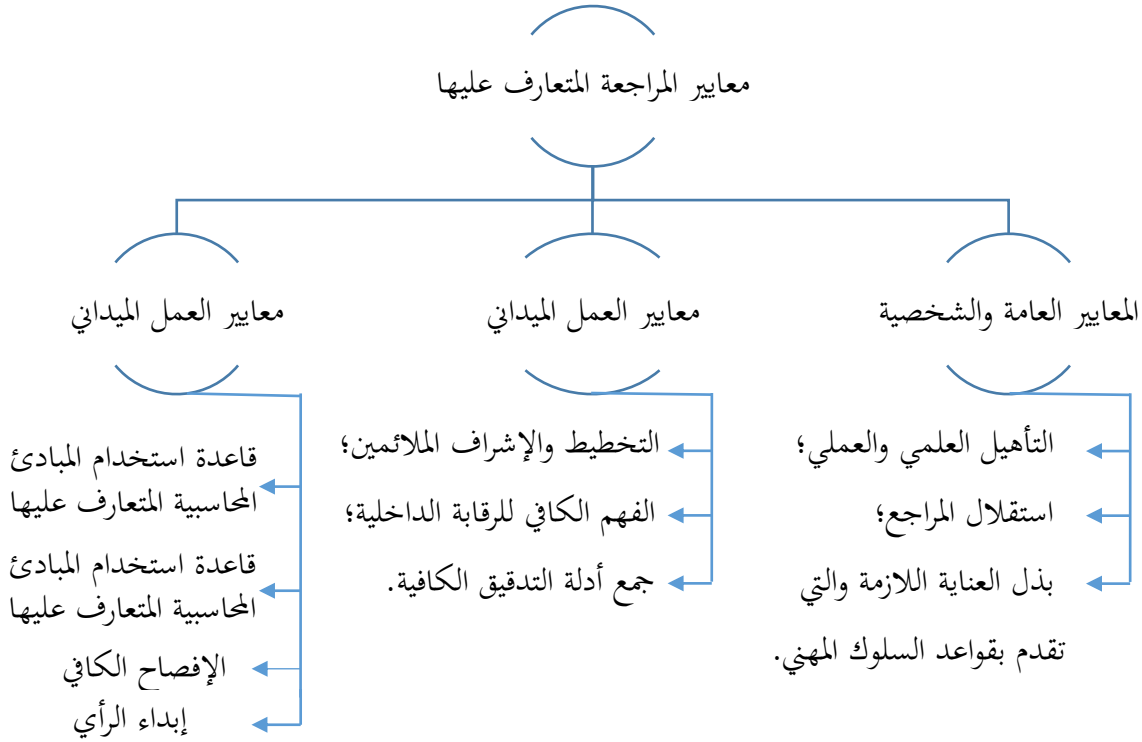 معايير المراجعة المتعارف عليها
المعايير العامة والشخصية
التأهيل العلمي والعملي؛
استقلال المراجع؛
بذل العناية اللازمة والتي
تقدم بقواعد السلوك المهني.
معايير العمل الميداني
التخطيط والإشراف الملائمين؛
الفهم الكافي للرقابة الداخلية؛
جمع أدلة التدقيق الكافية.
معايير العمل الميداني
قاعدة استخدام المبادئ
المحاسبية المتعارف عليها
قاعدة استخدام المبادئ
المحاسبية المتعارف عليها
الإفصاح الكافي
إبداء الرأي